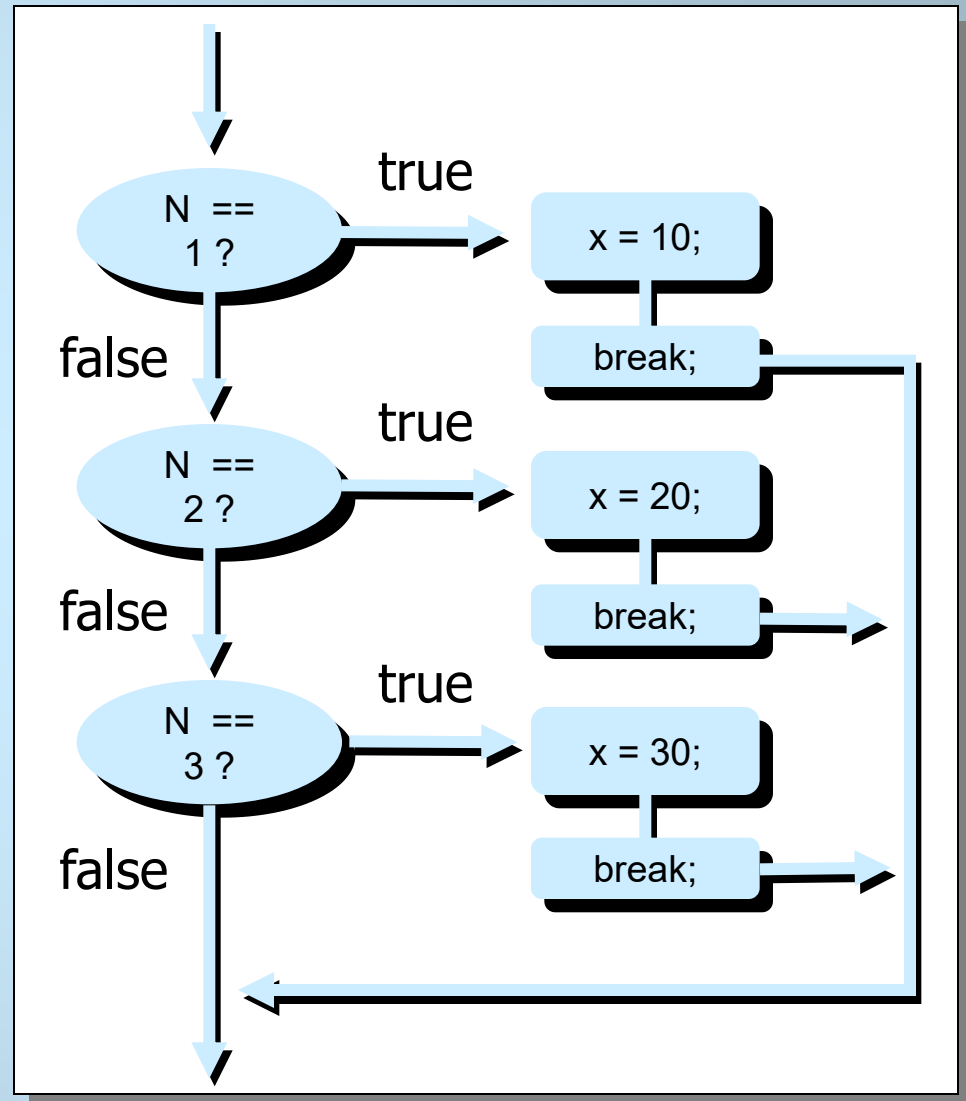 true
N ==
1 ?
x = 10;
false
break;
true
N ==
2 ?
x = 20;
false
break;
true
N ==
3 ?
x = 30;
false
break;